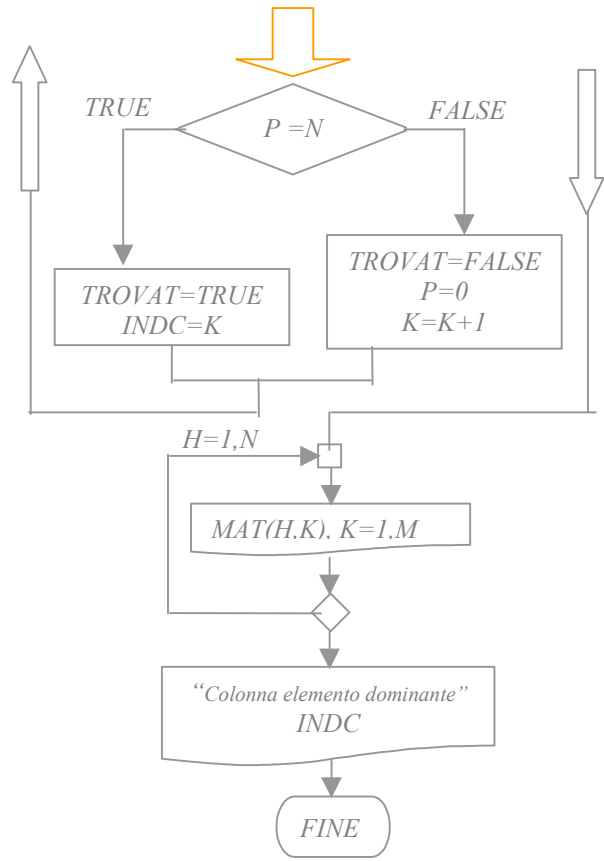 TRUE
P =N
FALSE
TROVAT=TRUE
INDC=K
TROVAT=FALSE
P=0
K=K+1
H=1,N
MAT(H,K), K=1,M
“Colonna elemento dominante”
INDC
FINE